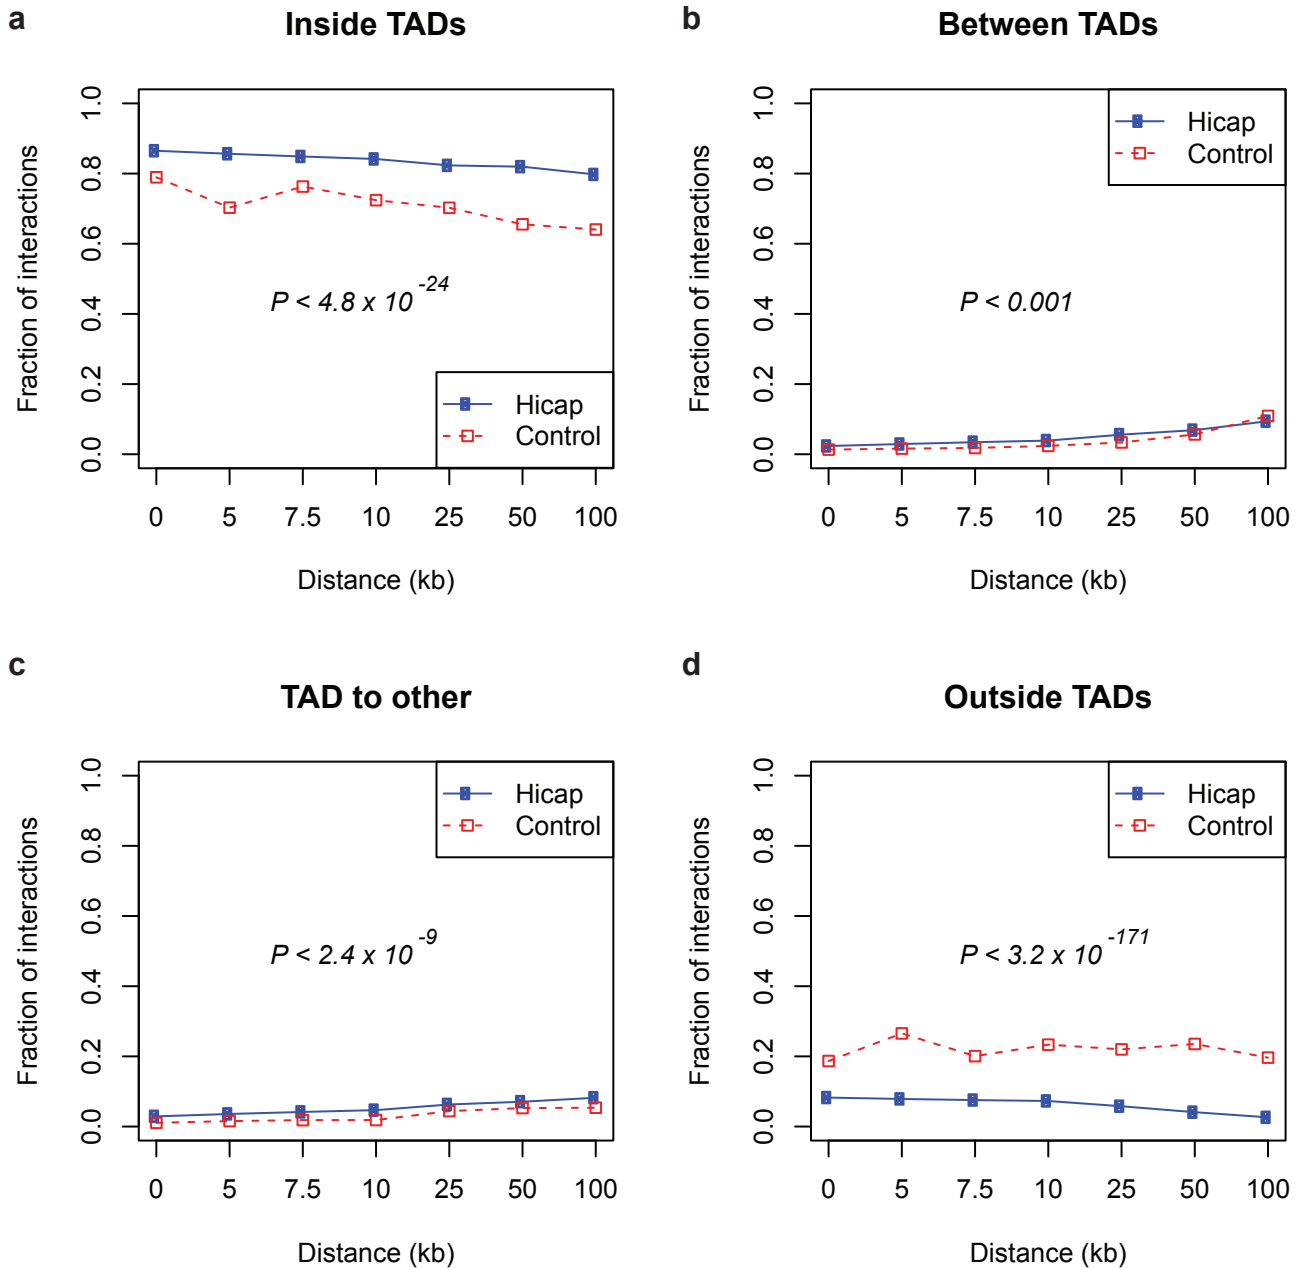 a
Inside TADs
Fraction of interactions
1.0
0.8
0.6
0.4
0.2
0.0
P < 4.8 x 10 -24
Hicap
Control
0 5 7.5 10 25 50 100
Distance (kb)
b
Between TADs
Fraction of interactions
1.0
0.8
0.6
0.4
0.2
0.0
Hicap
Control
P < 0.001
0 5 7.5 10 25 50 100
Distance (kb)
c
TAD to other
Fraction of interactions
1.0
0.8
0.6
0.4
0.2
0.0
Hicap
Control
P < 2.4 x 10 -9
0 5 7.5 10 25 50 100
Distance (kb)
d
Outside TADs
Fraction of interactions
1.0
0.8
0.6
0.4
0.2
0.0
Hicap
Control
P < 3.2 x 10 -171
0 5 7.5 10 25 50 100
Distance (kb)